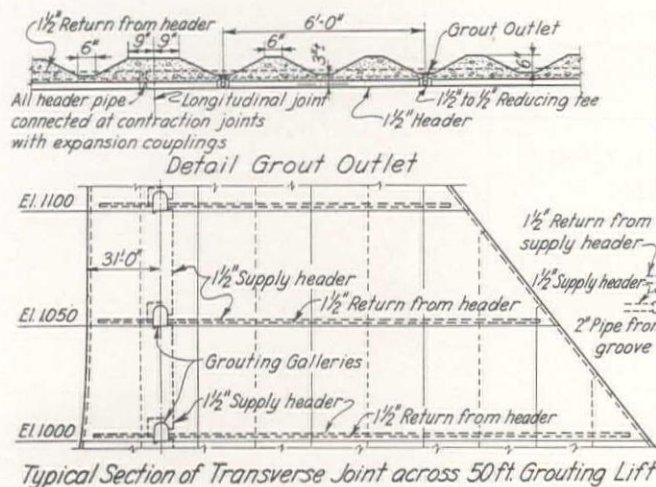 1½" Return from header
6"
9" 9"
6'-0"
6"
3¼"
Grout Outlet
6"
All header pipe
connected at contraction joints
with expansion couplings
Longitudinal joint
1½" Header
1½" to ½" Reducing tee
Detail Grout Outlet
El.1100
31'-0"
1½" Supply header
1½" Return from header
El.1050
Grouting Galleries
1½" Supply header
1½" Return from header
El.1000
1½" Return from
supply header
1½" Supply header
2" Pipe from
groove
Typical Section of Transverse Joint across 50 ft. Grouting Lift